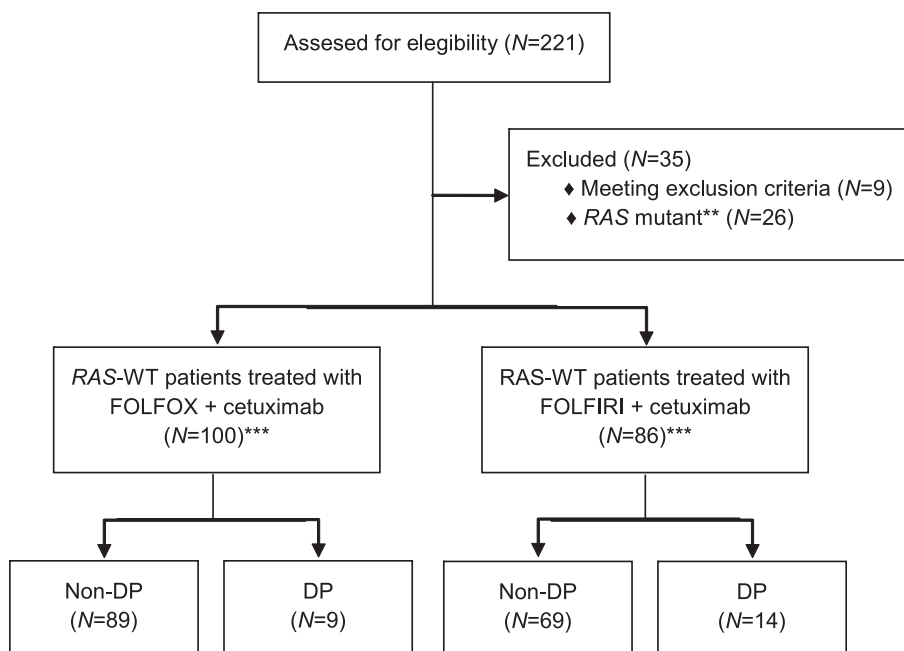 Assesed for elegibility (N=221)
Excluded (N=35)
♦ Meeting exclusion criteria (N=9)
♦ RAS mutant** (N=26)
RAS-WT patients treated with
FOLFOX + cetuximab
(N=100)***
RAS-WT patients treated with
FOLFIRI + cetuximab
(N=86)***
Non-DP
(N=89)
DP
(N=9)
Non-DP
(N=69)
DP
(N=14)